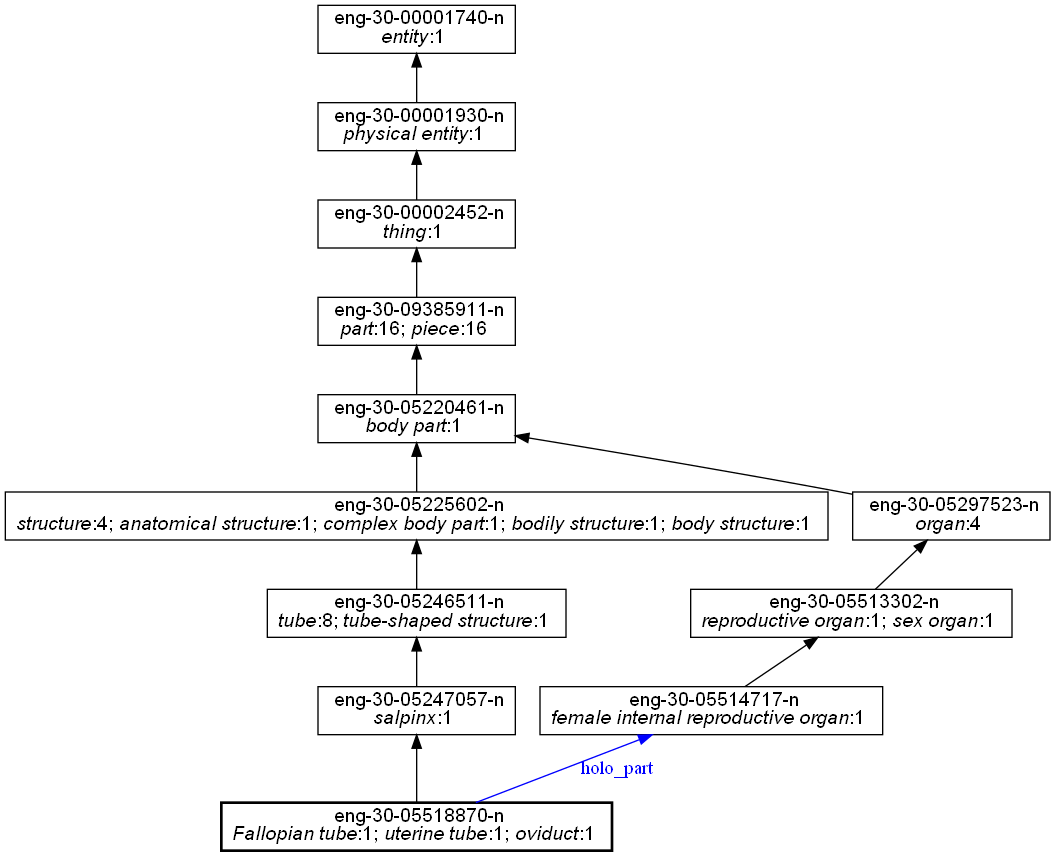 eng-30-00001740-n
entity:1
eng-30-00001930-n
physical entity:1
eng-30-00002452-n
thing:1
eng-30-09385911-n
part:16; piece:16
eng-30-05220461-n
body part:1
eng-30-05225602-n
structure:4; anatomical structure:1; complex body part:1; bodily structure:1; body structure:1
eng-30-05297523-n
organ:4
eng-30-05246511-n
tube:8; tube-shaped structure:1
eng-30-05513302-n
reproductive organ:1; sex organ:1
eng-30-05247057-n
salpinx:1
eng-30-05514717-n
female internal reproductive organ:1
holo_part
eng-30-05518870-n
Fallopian tube:1; uterine tube:1; oviduct:1